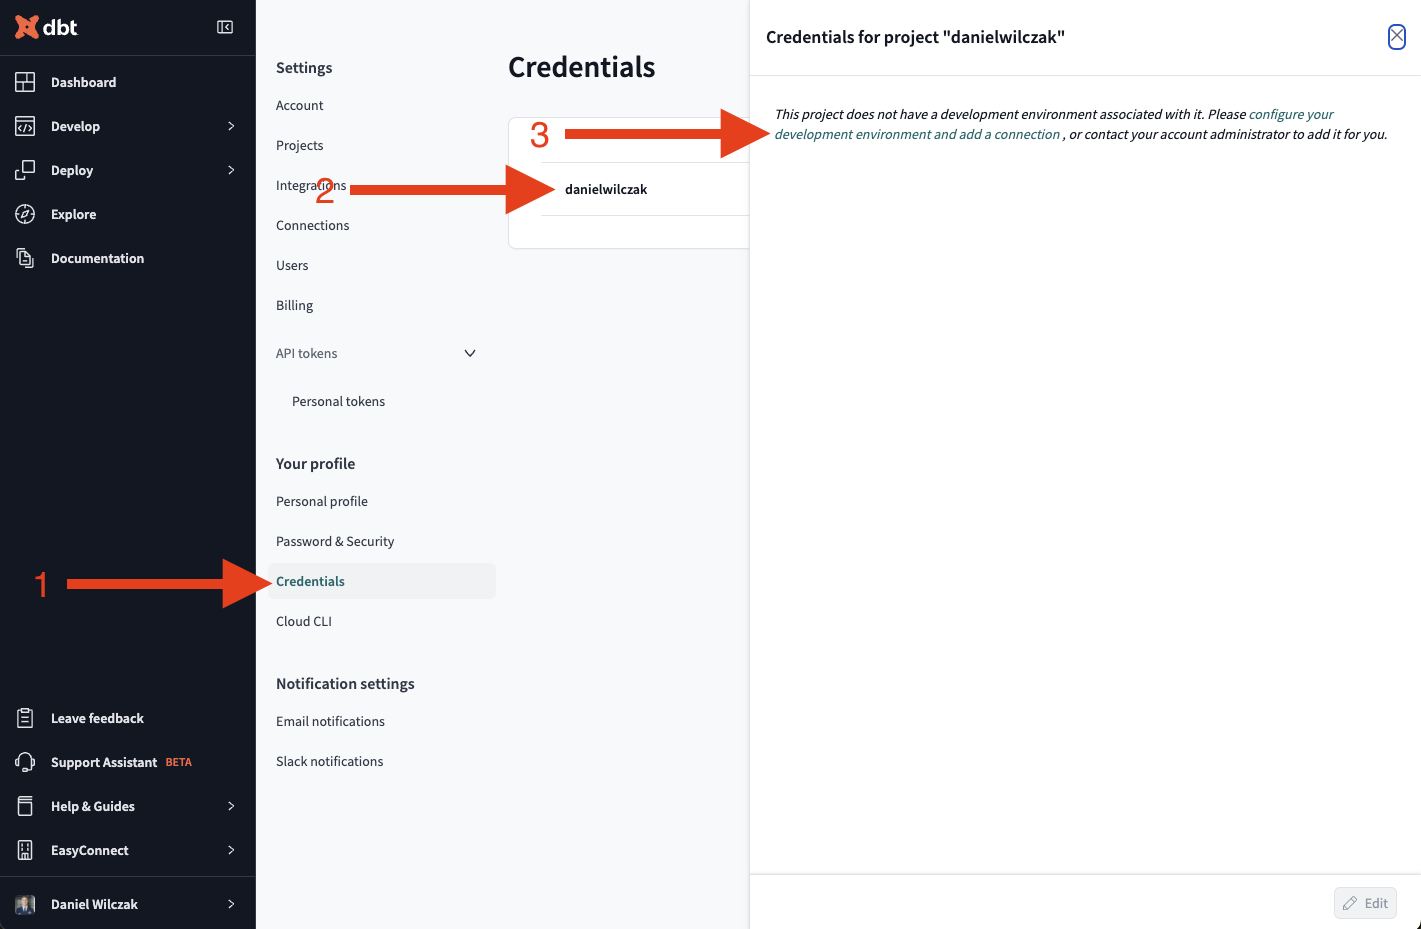 dbt
Dashboard
Develop
Deploy
Explore
Documentation
Leave feedback
Support Assistant BETA
Help & Guides
EasyConnect
Daniel Wilczak
Settings
Account
Projects
Integrations
Connections
Users
Billing
API tokens
Personal tokens
Your profile
Personal profile
Password & Security
1
Credentials
Cloud CLI
Notification settings
Email notifications
Slack notifications
Credentials
2
danielwilczak
3
Credentials for project "danielwilczak"
This project does not have a development environment associated with it. Please configure your
development environment and add a connection , or contact your account administrator to add it for you.
Edit